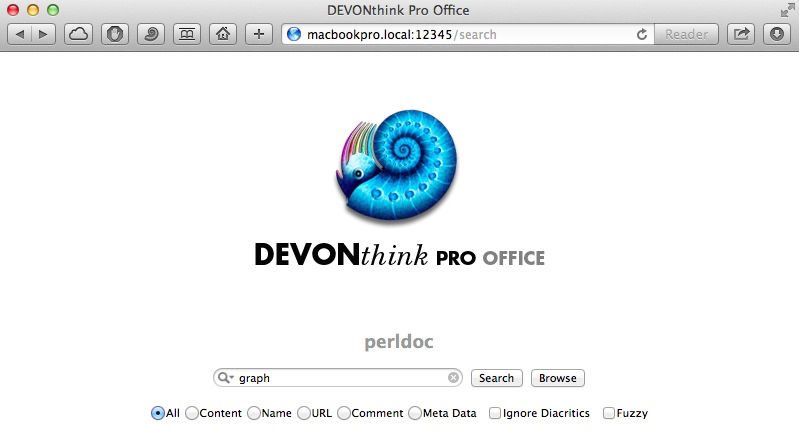 DEVONthink Pro Office
macbookpro.local:12345/search
Reader
DEVONthink PRO OFFICE
perldoc
graph Search Browse
All Content Name URL Comment Meta Data Ignore Diacritics Fuzzy